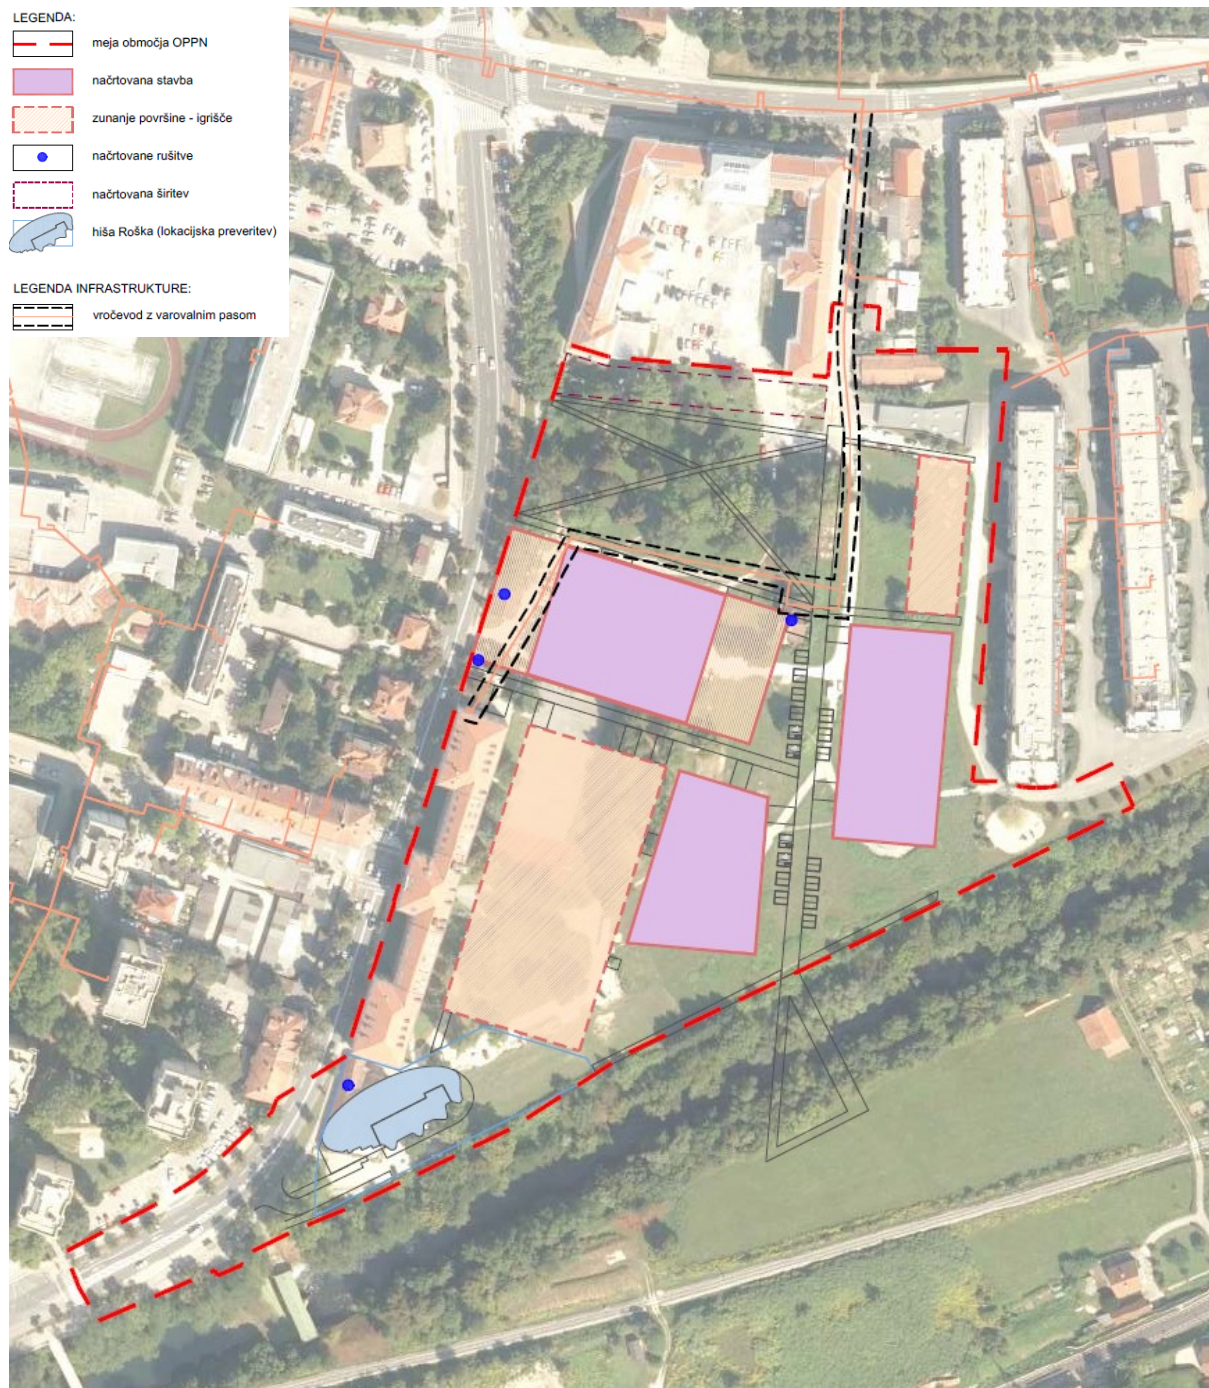 LEGENDA:
meja območja OPPN
načrtovana stavba
zunanje površine - igrišče
načrtovane rušitve
načrtovana širitev
hiša Roška (lokacijska preveritev)
LEGENDA INFRASTRUKTURE:
vročevod z varovalnim pasom